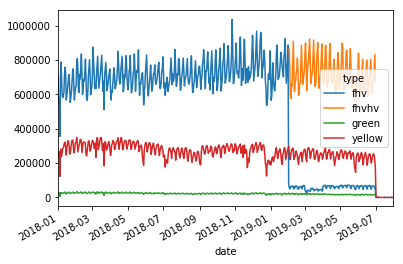 1000000
800000
600000
400000
200000
0
type
fhv
fhvhv
green
yellow
2018-01
2018-03
2018-05
2018-07
2018-09
2018-11
2019-01
2019-03
2019-05
2019-07
date